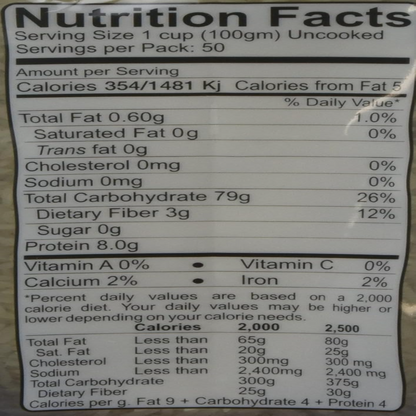 Nutrition Facts
Serving Size 1 cup (100gm) Uncooked
Servings per Pack: 50
Amount per Serving
Calories 354/1481 Kj Calories from Fat 5
% Daily Value*
Total Fat 0.60g 1.0%
Saturated Fat 0g 0%
Trans fat 0g
Cholesterol 0mg 0%
Sodium 0mg 0%
Total Carbohydrate 79g 26%
Dietary Fiber 3g 12%
Sugar 0g
Protein 8.0g
Vitamin A 0% ● Vitamin C 0%
Calcium 2% ● Iron 2%
*Percent daily values are based on a 2,000
calorie diet. Your daily values may be higher or
lower depending on your calorie needs.
Calories 2,000 2,500
Total Fat Less than 65g 80g
Sat. Fat Less than 20g 25g
Cholesterol Less than 300mg 300 mg
Sodium Less than 2,400mg 2,400 mg
Total Carbohydrate 300g 375g
Dietary Fiber 25g 30g
Calories per g. Fat 9 + Carbohydrate 4 + Protein 4